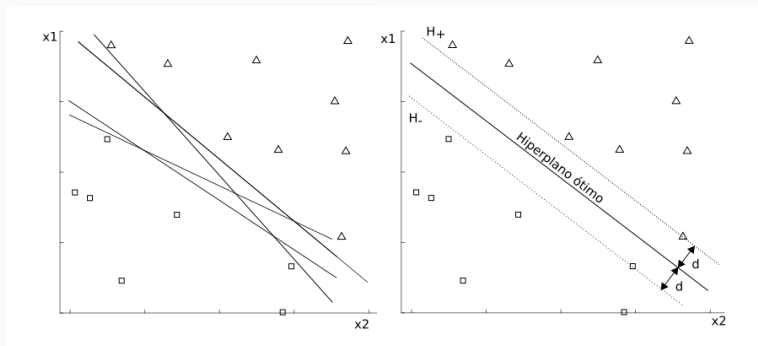 x1
x2
x1
H+
H-
Hiperplano ótimo
d
d
x2